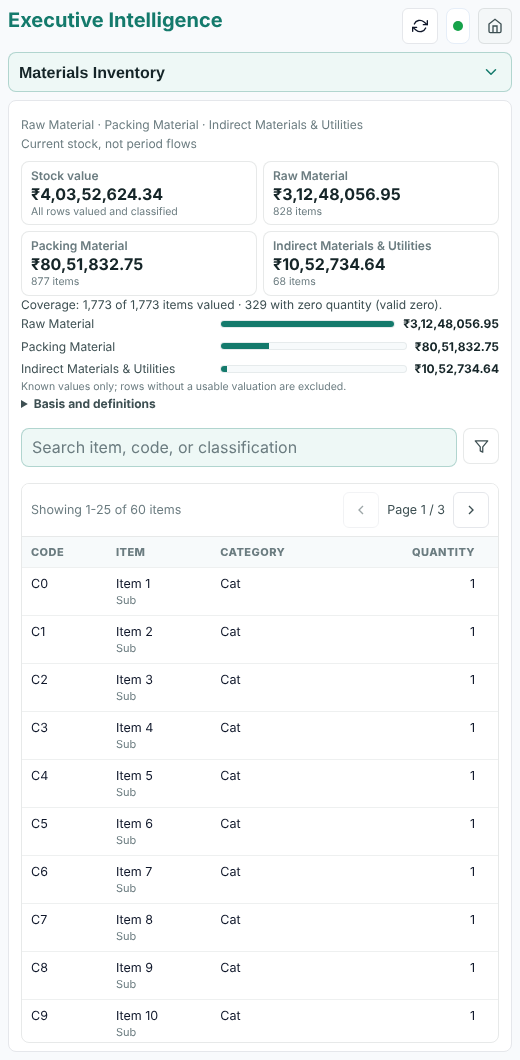 Executive Intelligence
Materials Inventory
Raw Material · Packing Material · Indirect Materials & Utilities
Current stock, not period flows
Stock value
₹4,03,52,624.34
All rows valued and classified
Raw Material
₹3,12,48,056.95
828 items
Packing Material
₹80,51,832.75
877 items
Indirect Materials & Utilities
₹10,52,734.64
68 items
Coverage: 1,773 of 1,773 items valued · 329 with zero quantity (valid zero).
Raw Material ₹3,12,48,056.95
Packing Material ₹80,51,832.75
Indirect Materials & Utilities ₹10,52,734.64
Known values only; rows without a usable valuation are excluded.
Basis and definitions
Search item, code, or classification
Showing 1-25 of 60 items Page 1 / 3
CODE ITEM CATEGORY QUANTITY
C0 Item 1 Cat 1
Sub
C1 Item 2 Cat 1
Sub
C2 Item 3 Cat 1
Sub
C3 Item 4 Cat 1
Sub
C4 Item 5 Cat 1
Sub
C5 Item 6 Cat 1
Sub
C6 Item 7 Cat 1
Sub
C7 Item 8 Cat 1
Sub
C8 Item 9 Cat 1
Sub
C9 Item 10 Cat 1
Sub